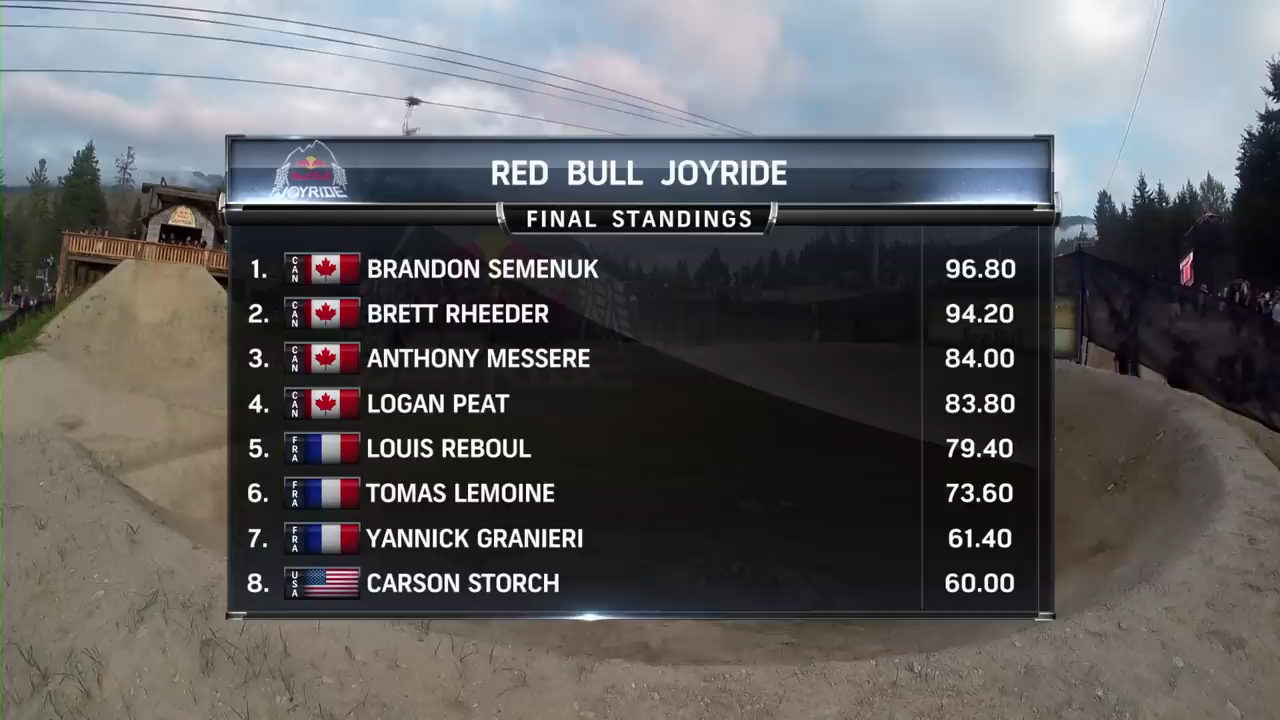 RED BULL JOYRIDE
JOYRIDE
FINAL STANDINGS
1. CAN BRANDON SEMENUK 96.80
2. CAN BRETT RHEEDER 94.20
3. CAN ANTHONY MESSERE 84.00
4. CAN LOGAN PEAT 83.80
5. FRA LOUIS REBOUL 79.40
6. FRA TOMAS LEMOINE 73.60
7. FRA YANNICK GRANIERI 61.40
8. USA CARSON STORCH 60.00